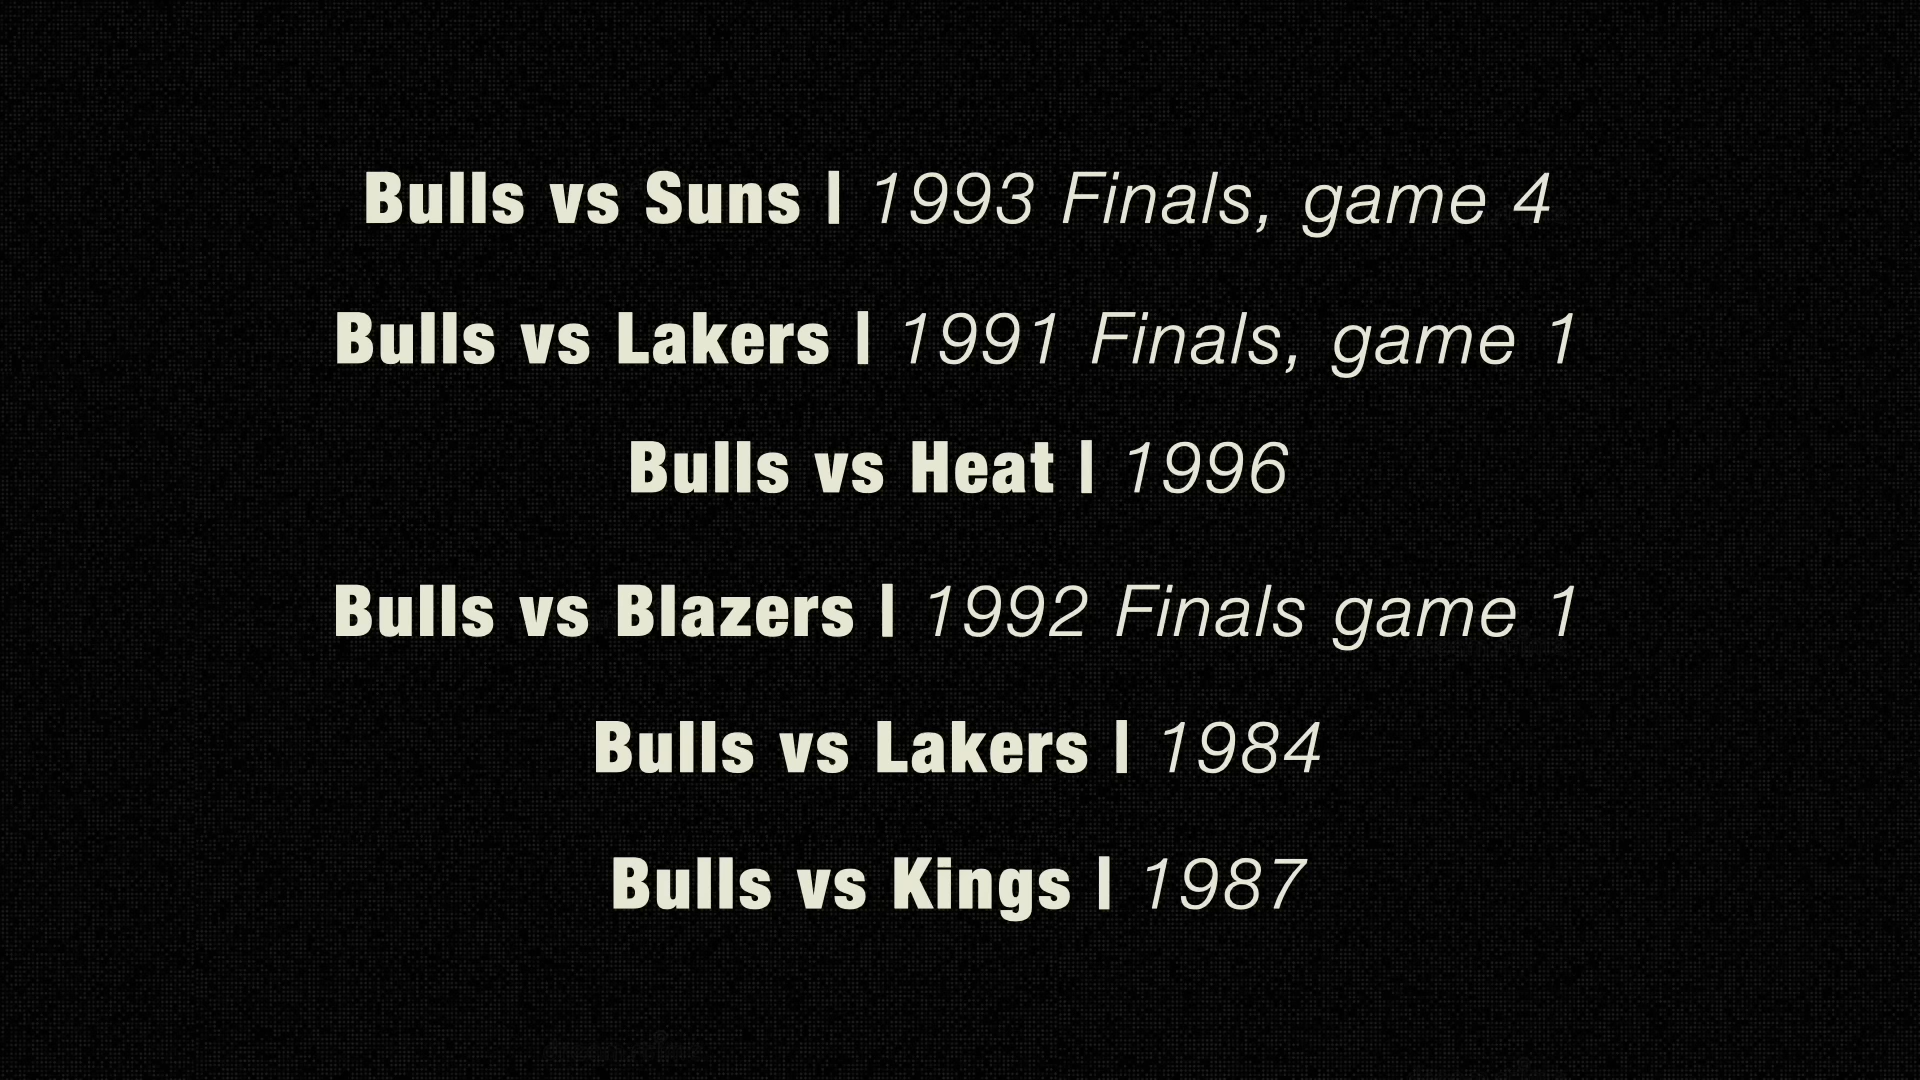 Bulls vs Suns | 1993 Finals, game 4
Bulls vs Lakers | 1991 Finals, game 1
Bulls vs Heat | 1996
Bulls vs Blazers | 1992 Finals game 1
Bulls vs Lakers | 1984
Bulls vs Kings | 1987